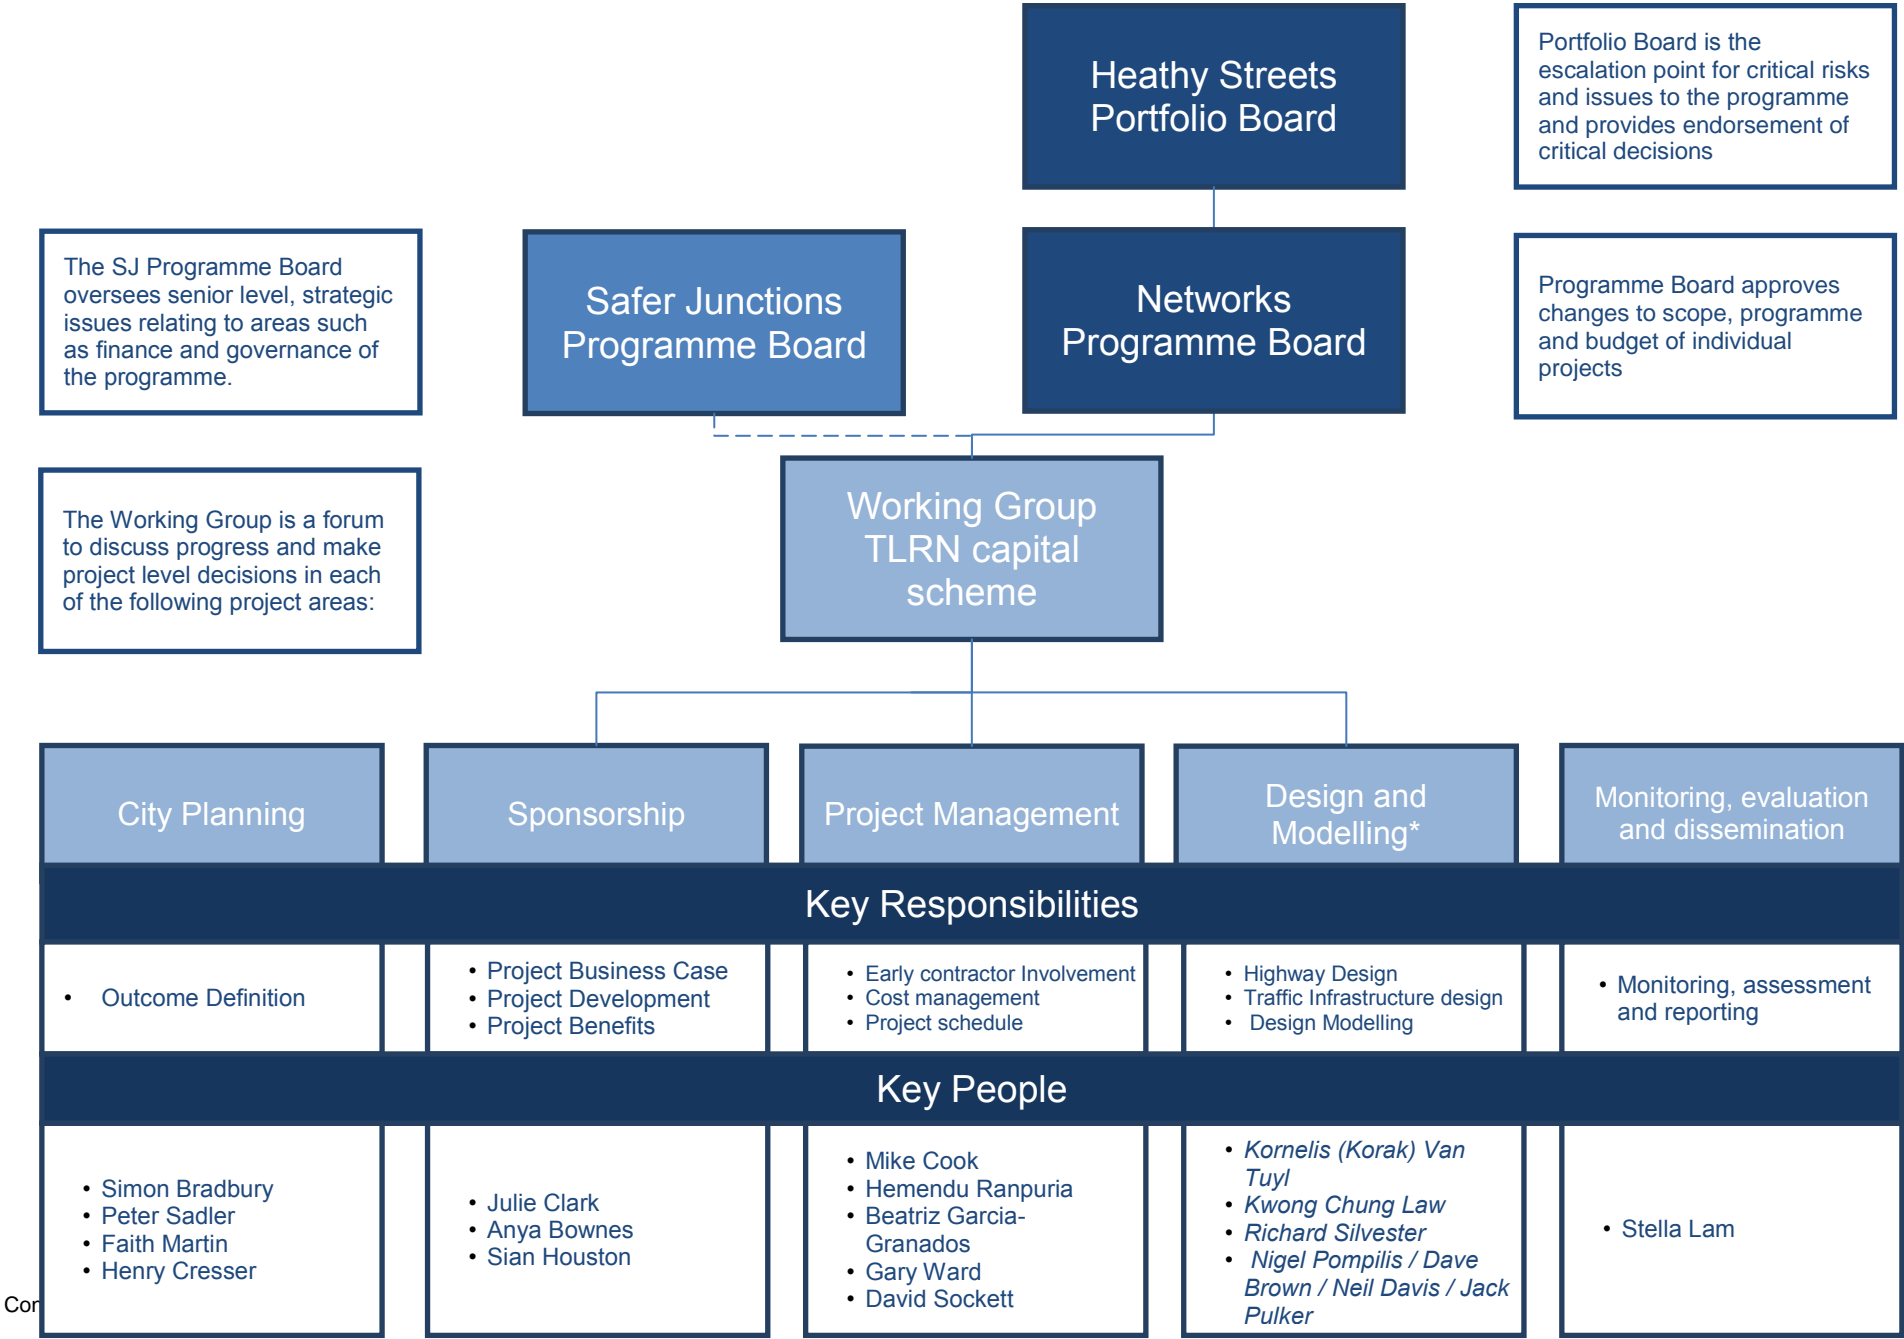 Heathy Streets
Portfolio Board
Portfolio Board is the
escalation point for critical risks
and issues to the programme
and provides endorsement of
critical decisions
The SJ Programme Board
oversees senior level, strategic
issues relating to areas such
as finance and governance of
the programme.
Safer Junctions
Programme Board
Networks
Programme Board
Programme Board approves
changes to scope, programme
and budget of individual
projects
The Working Group is a forum
to discuss progress and make
project level decisions in each
of the following project areas:
Working Group
TLRN capital
scheme
City Planning
Sponsorship
Project Management
Design and
Modelling*
Monitoring, evaluation
and dissemination
Key Responsibilities
• Outcome Definition
• Project Business Case
• Project Development
• Project Benefits
• Early contractor Involvement
• Cost management
• Project schedule
• Highway Design
• Traffic Infrastructure design
• Design Modelling
• Monitoring, assessment
and reporting
Key People
• Simon Bradbury
• Peter Sadler
• Faith Martin
• Henry Cresser
• Julie Clark
• Anya Bownes
• Sian Houston
• Mike Cook
• Hemendu Ranpuria
• Beatriz Garcia-
Granados
• Gary Ward
• David Sockett
• Kornelis (Korak) Van
Tuyl
• Kwong Chung Law
• Richard Silvester
• Nigel Pompilis / Dave
Brown / Neil Davis / Jack
Pulker
• Stella Lam